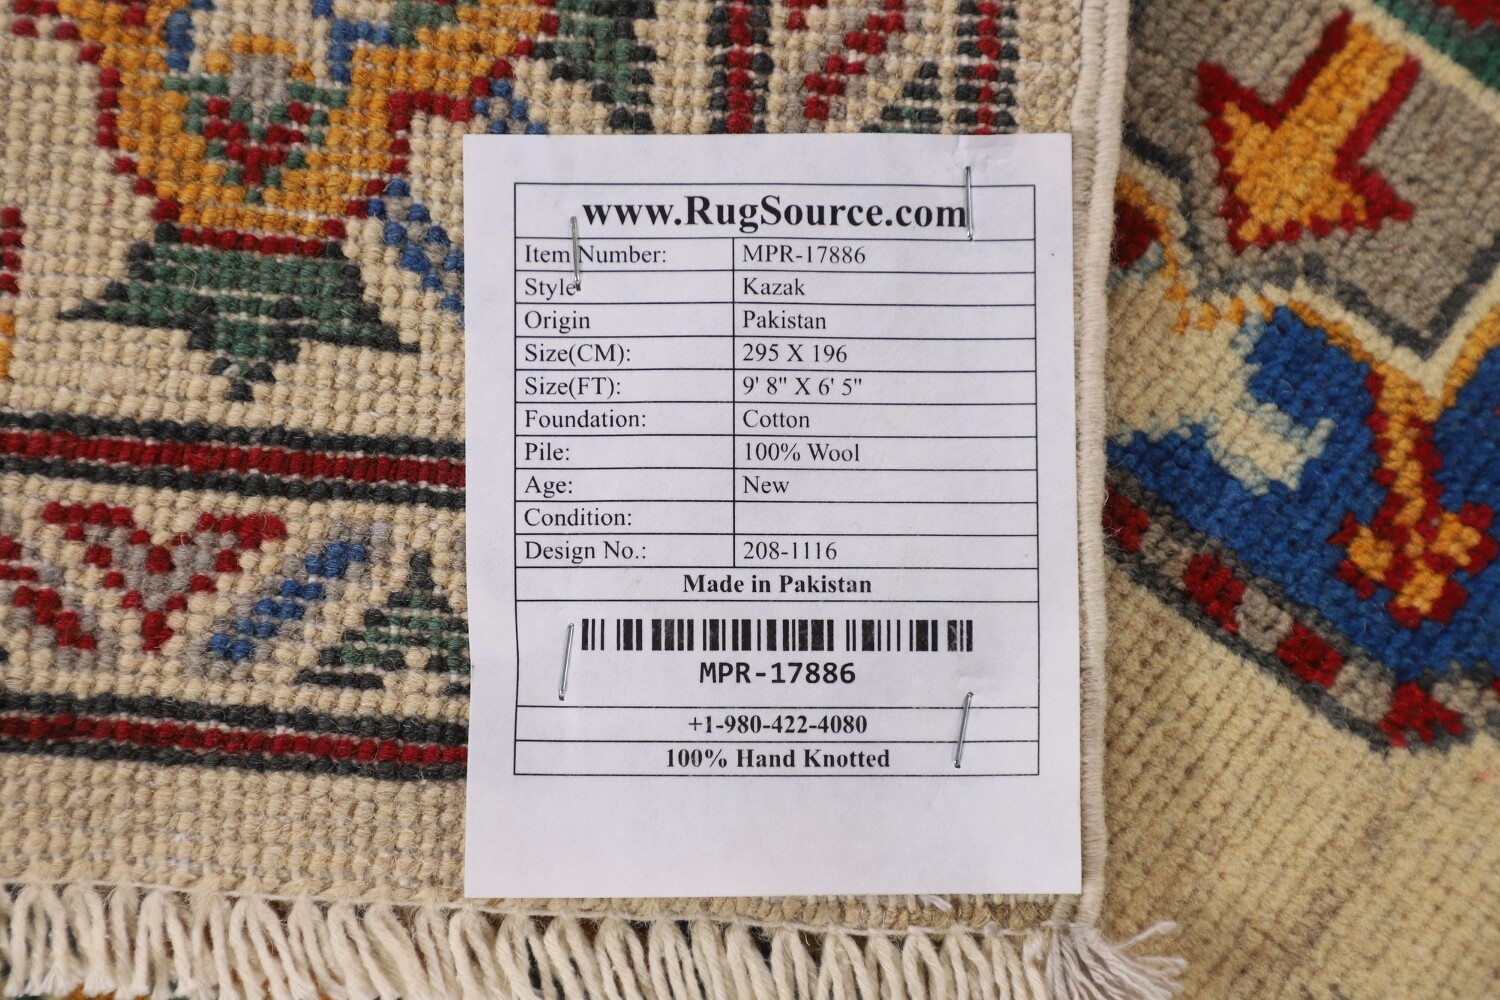 www.RugSource.com
Item Number: MPR-17886
Style Kazak
Origin Pakistan
Size(CM): 295 X 196
Size(FT): 9' 8" X 6' 5"
Foundation: Cotton
Pile: 100% Wool
Age: New
Condition:
Design No.: 208-1116
Made in Pakistan
MPR-17886
+1-980-422-4080
100% Hand Knotted